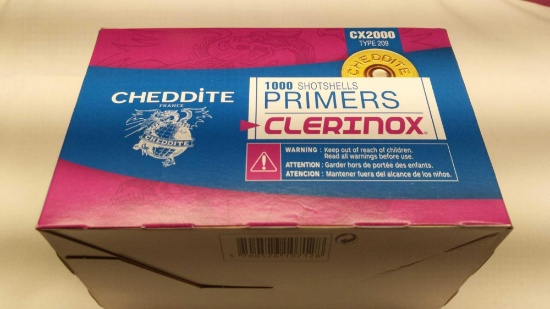 CX2000
TYPE 209
CHEDDITE
1000 SHOTSHELLS
PRIMERS
CLERINOX
CHEDDITE
FRANCE
CHEDDITE
WARNING : Keep out of reach of children.
Read all warnings before use.
ATTENTION : Garder hors de portée des enfants.
ATENCION : Mantener fuera del alcance de los niños.